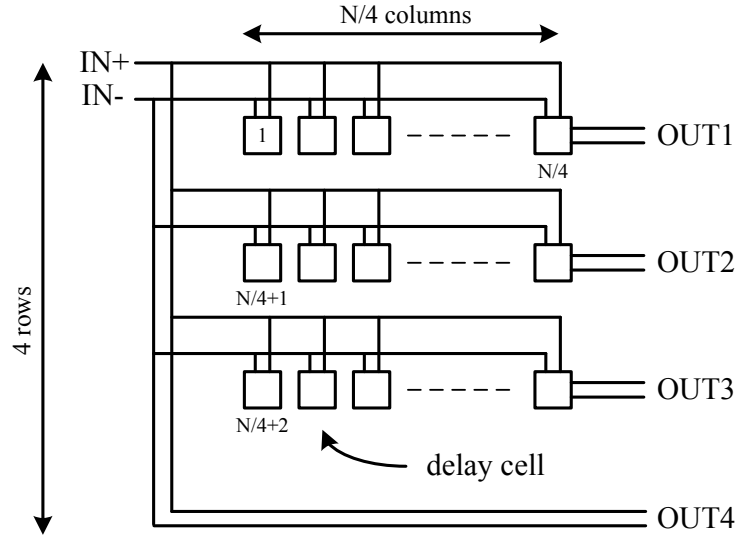 N/4 columns
IN+
IN-
1
OUT1
N/4
4 rows
OUT2
N/4+1
OUT3
N/4+2
delay cell
OUT4